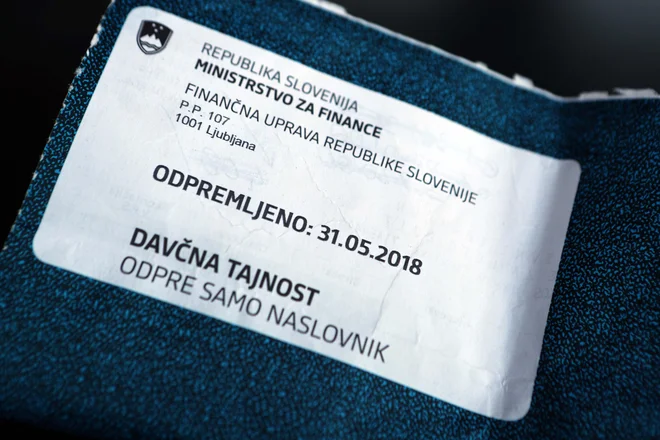 REPUBLIKA SLOVENIJA
MINISTRSTVO ZA FINANCE
FINANČNA UPRAVA REPUBLIKE SLOVENIJE
P.P. 107
1001 Ljubljana
ODPREMLJENO: 31.05.2018
DAVČNA TAJNOST
ODPRE SAMO NASLOVNIK